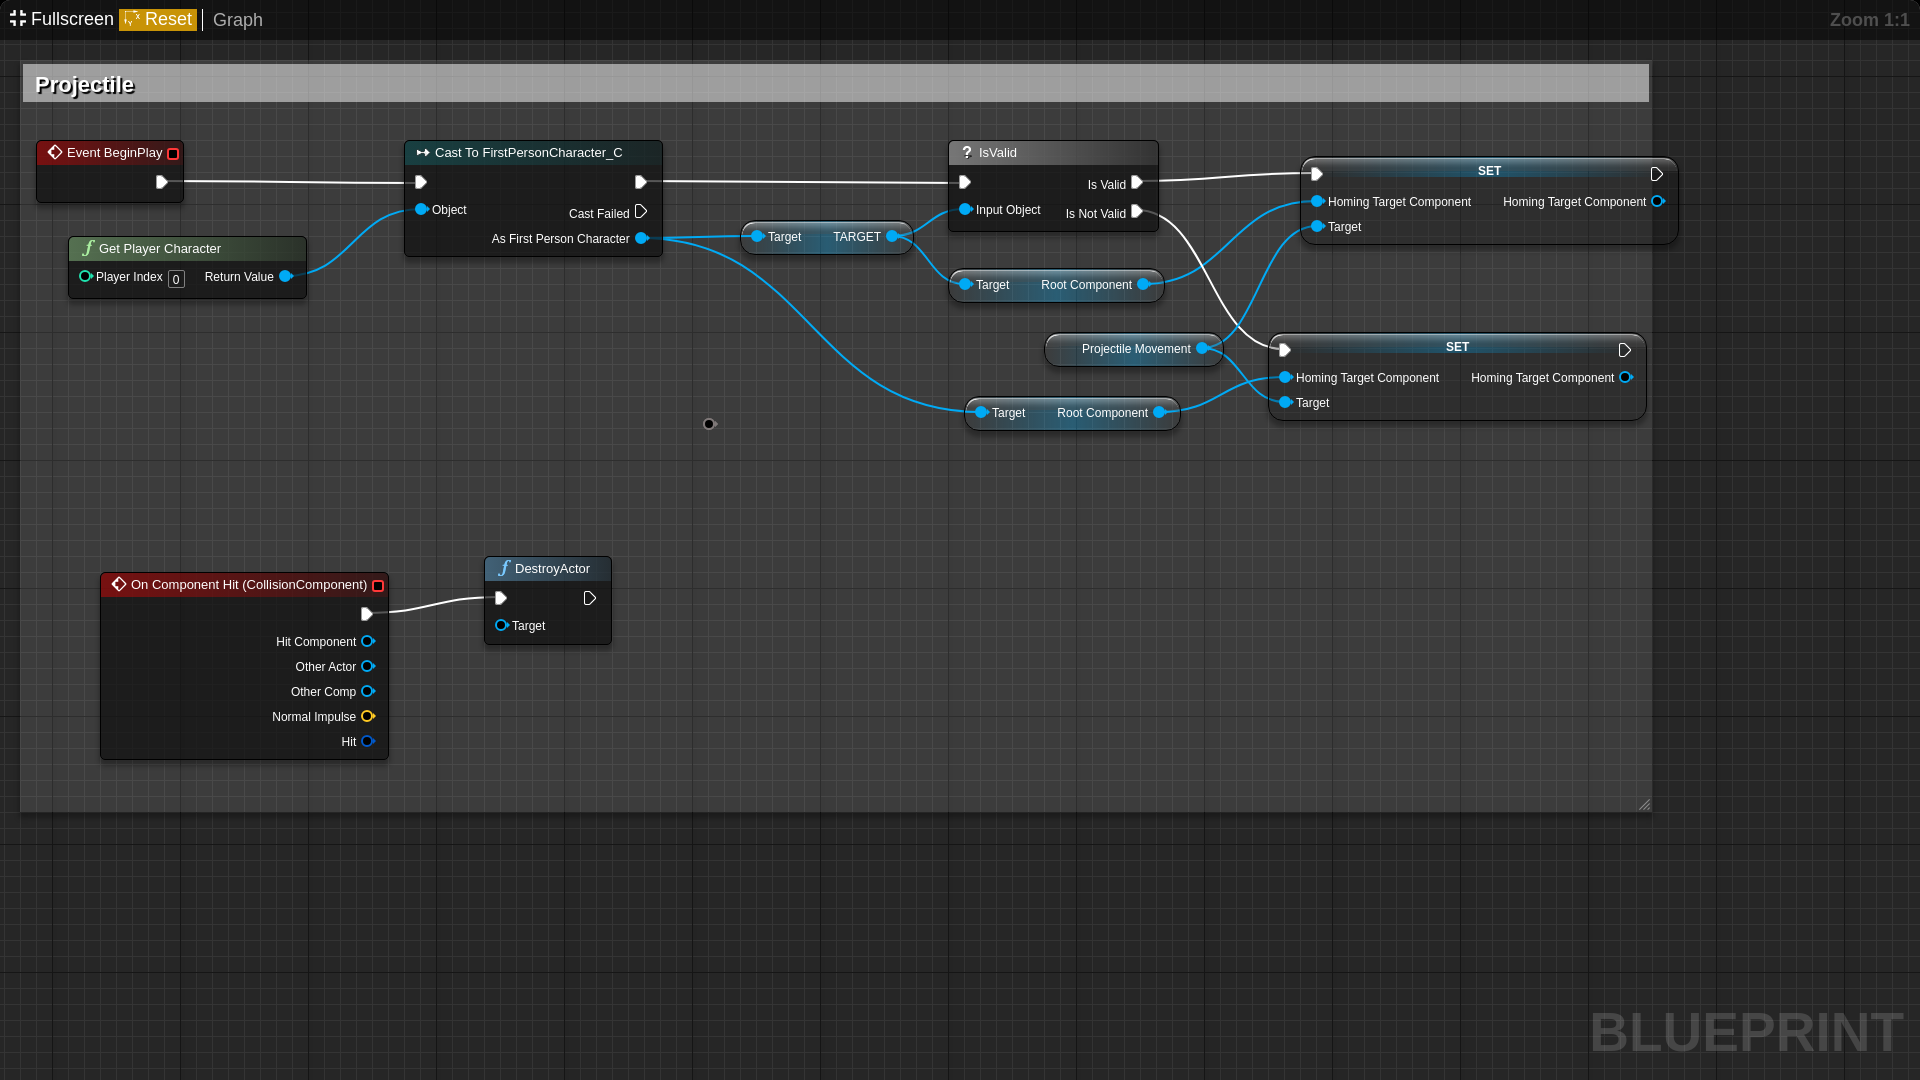 Fullscreen Reset Graph
Zoom 1:1
Projectile
Event BeginPlay
Get Player Character
Player Index 0 Return Value
Cast To FirstPersonCharacter_C
Object
Cast Failed
As First Person Character
Target TARGET
? IsValid
Is Valid
Input Object Is Not Valid
Target Root Component
Projectile Movement
Target Root Component
SET
Homing Target Component Homing Target Component
Target
SET
Homing Target Component Homing Target Component
Target
On Component Hit (CollisionComponent)
Hit Component
Other Actor
Other Comp
Normal Impulse
Hit
f DestroyActor
Target
BLUEPRINT